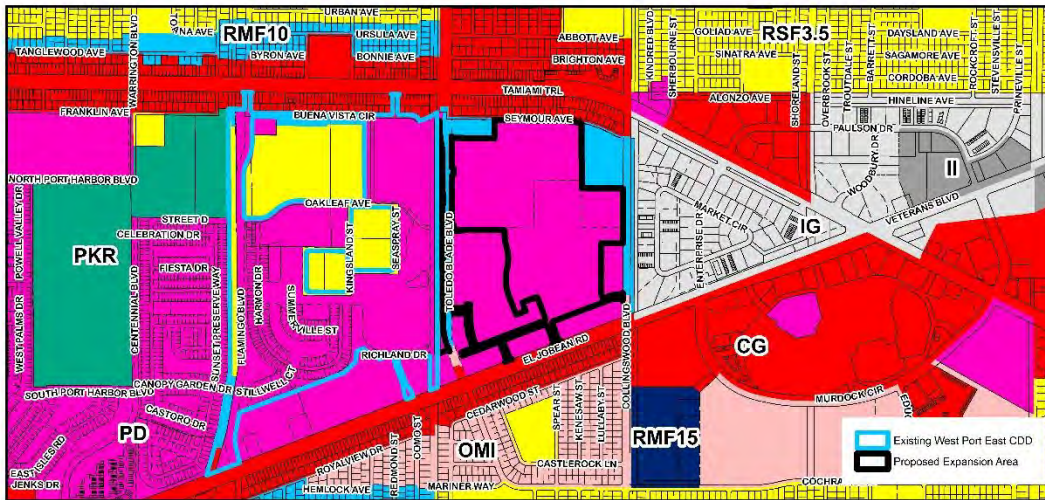 URBAN AVE
URSULA AVE
RMF10
TANGLEWOOD AVE
BYRON AVE
BONNIE AVE
WARRINGTON BLVD
ABBOTT AVE
BRIGHTON AVE
TAMIAMI TRL
KINDRED BLVD
SHERBOURNE ST
GOLIAD AVE
RSF3.5
SINATRA AVE
DAYSLAND AVE
SAGAMORE AVE
CORDOBA AVE
OVERBROOK ST
TROUTDALE ST
BARRETT ST
ROCKCROFT ST
STEVENSVILLE ST
PRINEVILLE ST
SHORELAND ST
FRANKLIN AVE
BUENA VISTA CIR
SEYMOUR AVE
ALONZO AVE
HINELINE AVE
PAULSON DR
WOODBURY DR
II
NORTH PORT HARBOR BLVD
OAKLEAF AVE
STREET D
CELEBRATION DR
POWELL VALLEY DR
WEST PALMS DR
PKR
FIESTA DR
CENTENNIAL BLVD
SUNSET PRESERVE WAY
FLAMINGO BLVD
HARMON DR
KINGSLAND ST
SEASPRAY ST
TOLEDO BLADE BLVD
MARKET CIR
ENTERPRISE DR
IG
VETERANS BLVD
SUMMERVILLE ST
RICHLAND DR
EL JOBEAN RD
COLLINGSWOOD BLVD
CG
CANOPY GARDEN DR
STILLWELL CT
SOUTH PORT HARBOR BLVD
CASTORO DR
PD
EAST ISLES RD
JENKS DR
ROYALVIEW DR
HEMLOCK AVE
REDMOND ST
DOMO ST
CEDARWOOD ST
OMI
SPEAR ST
KENESAW ST
LULLABY ST
CASTLEROCK LN
MARINER WAY
RMF15
MURDOCK CIR
EDU
COCHRA
Existing West Port East CDD
Proposed Expansion Area